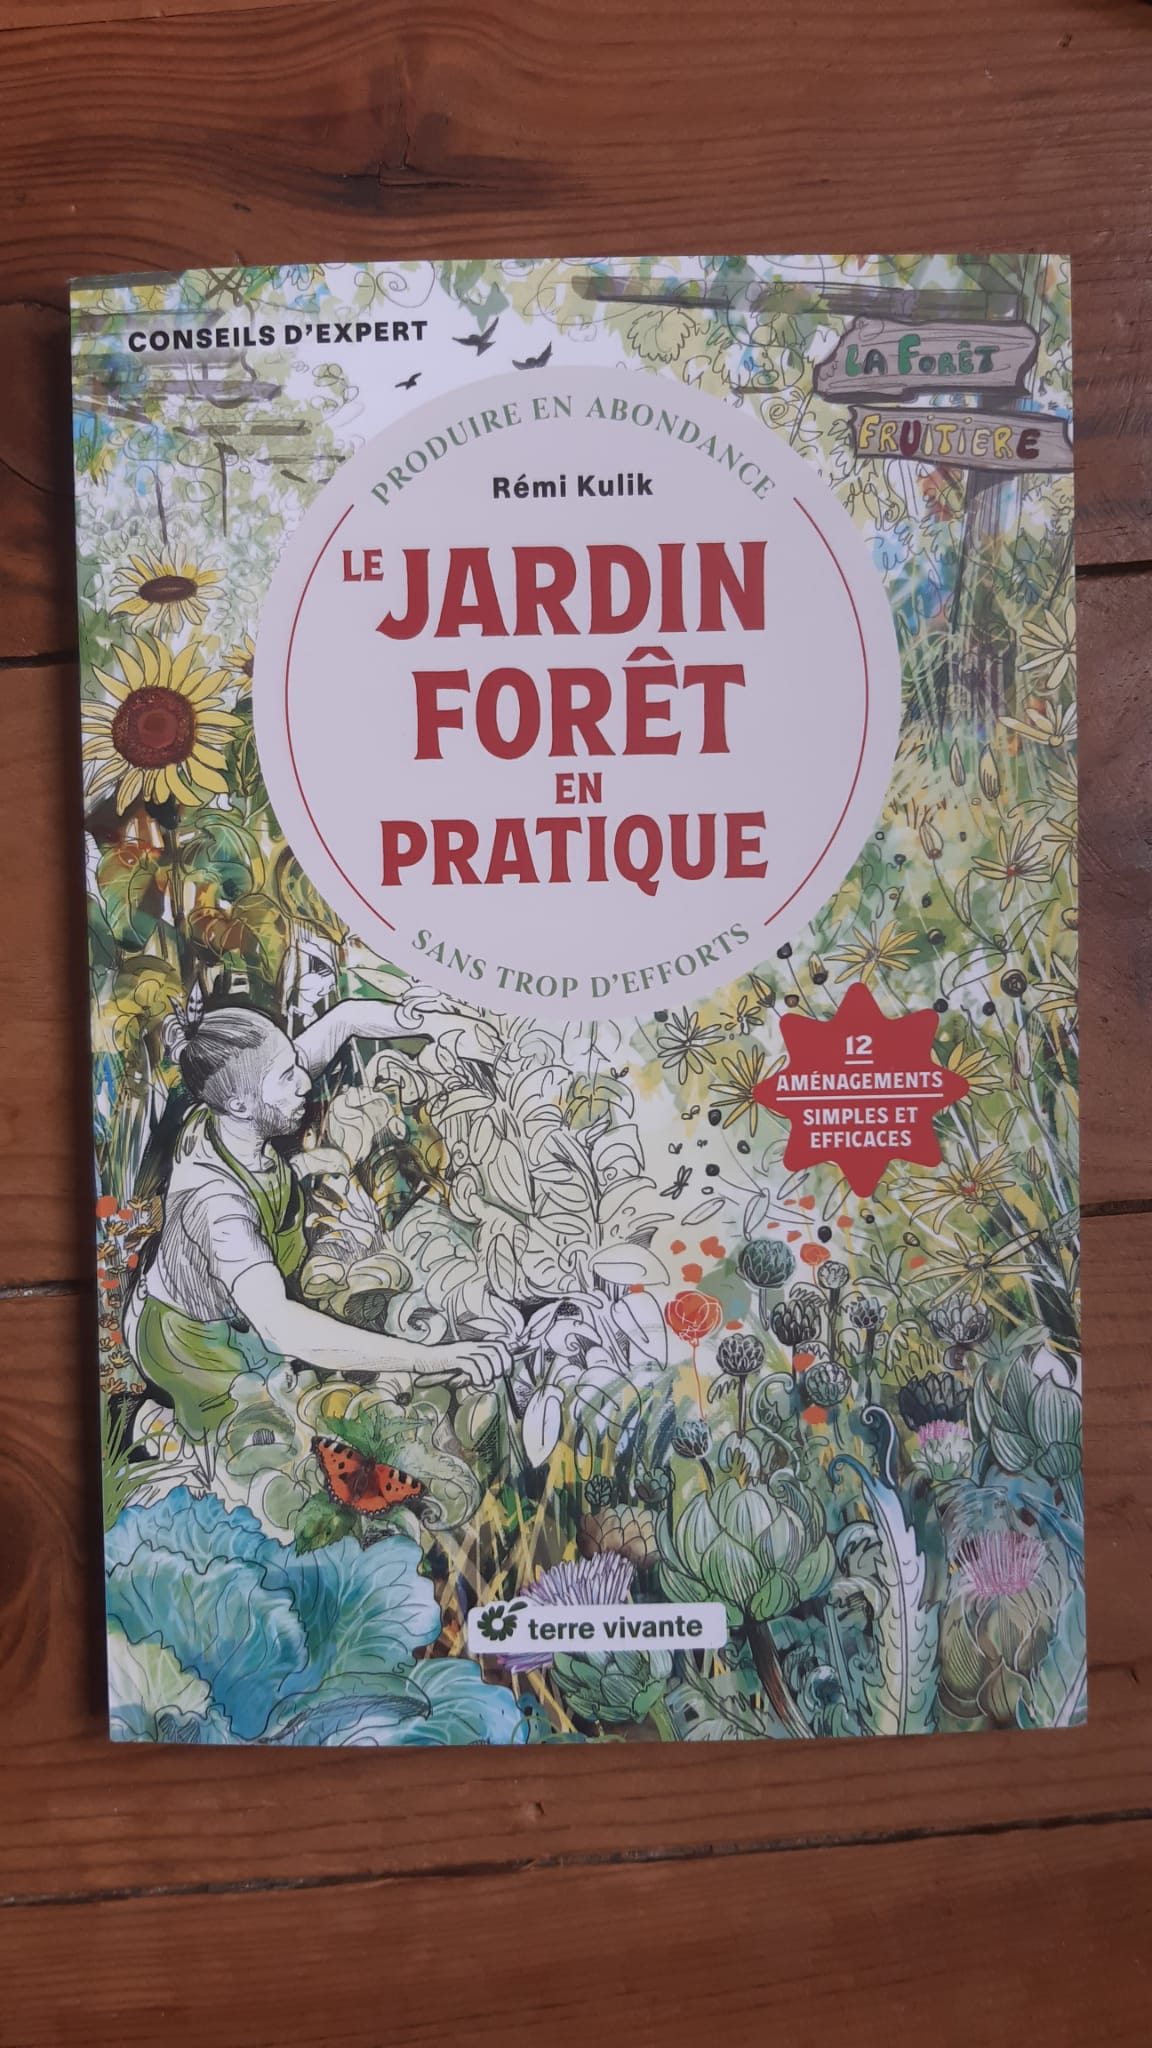 CONSEILS D'EXPERT
LA FORÊT
FRUITIERE
PRODUIRE EN ABONDANCE
Rémi Kulik
LE JARDIN
FORÊT
EN
PRATIQUE
SANS TROP D'EFFORTS
12
AMÉNAGEMENTS
SIMPLES ET
EFFICACES
terre vivante